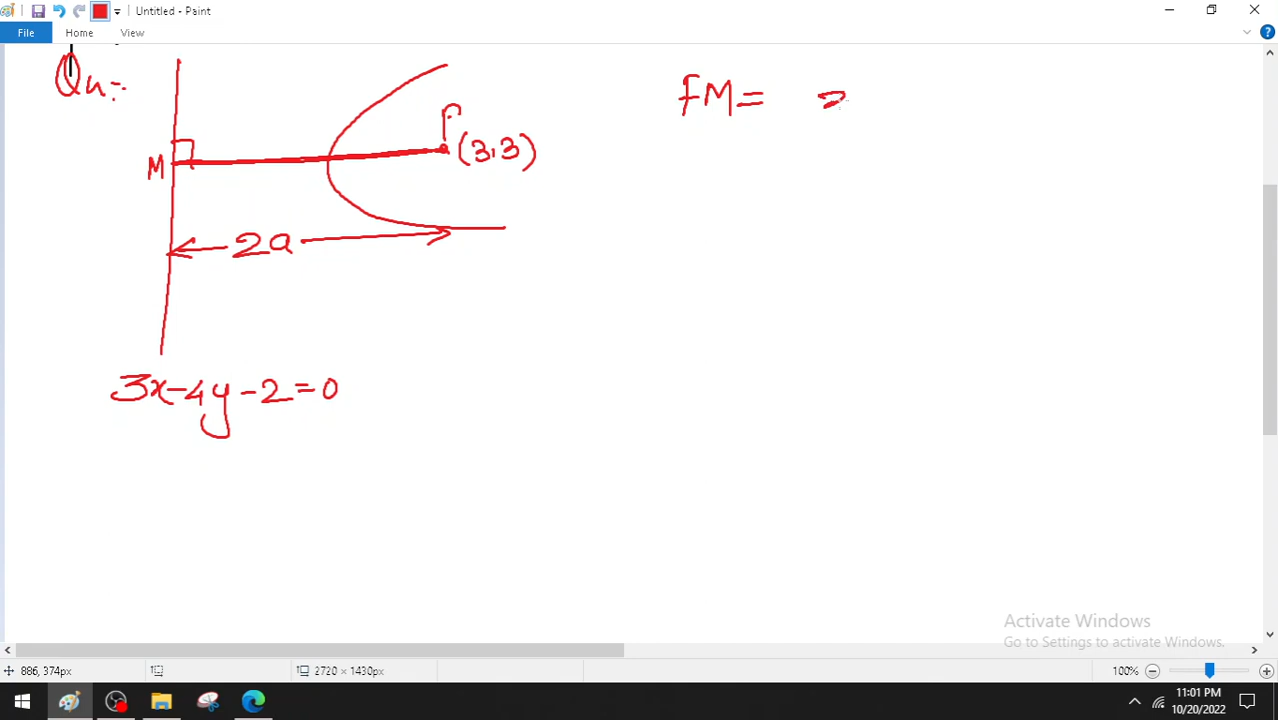 Untitled - Paint
File Home View
Qn:-
F
FM=
M
(3,3)
2a
3x-4y-2=0
Activate Windows
Go to Settings to activate Windows.
886, 374px
2720 × 1430px
100%
11:01 PM
10/20/2022